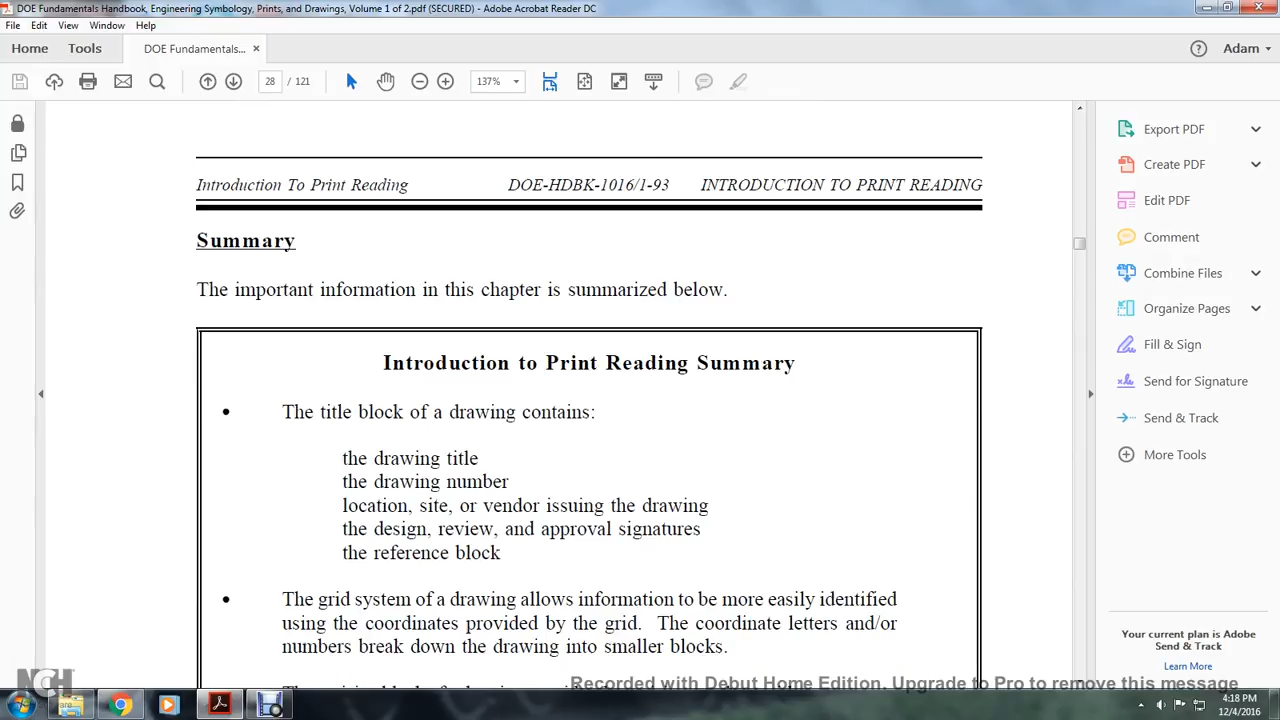 DOE Fundamentals Handbook, Engineering Symbology, Prints, and Drawings, Volume 1 of 2.pdf (SECURED) - Adobe Acrobat Reader DC
File Edit View Window Help
Home Tools DOE Fundamentals... × Adam
28 / 121 137%
Introduction To Print Reading DOE-HDBK-1016/1-93 INTRODUCTION TO PRINT READING
Summary
The important information in this chapter is summarized below.
Introduction to Print Reading Summary
• The title block of a drawing contains:
the drawing title
the drawing number
location, site, or vendor issuing the drawing
the design, review, and approval signatures
the reference block
• The grid system of a drawing allows information to be more easily identified
using the coordinates provided by the grid. The coordinate letters and/or
numbers break down the drawing into smaller blocks.
Export PDF
Create PDF
Edit PDF
Comment
Combine Files
Organize Pages
Fill & Sign
Send for Signature
Send & Track
More Tools
Your current plan is Adobe
Send & Track
Learn More
NCH
Recorded with Debut Home Edition. Upgrade to Pro to remove this message
4:18 PM
12/4/2016